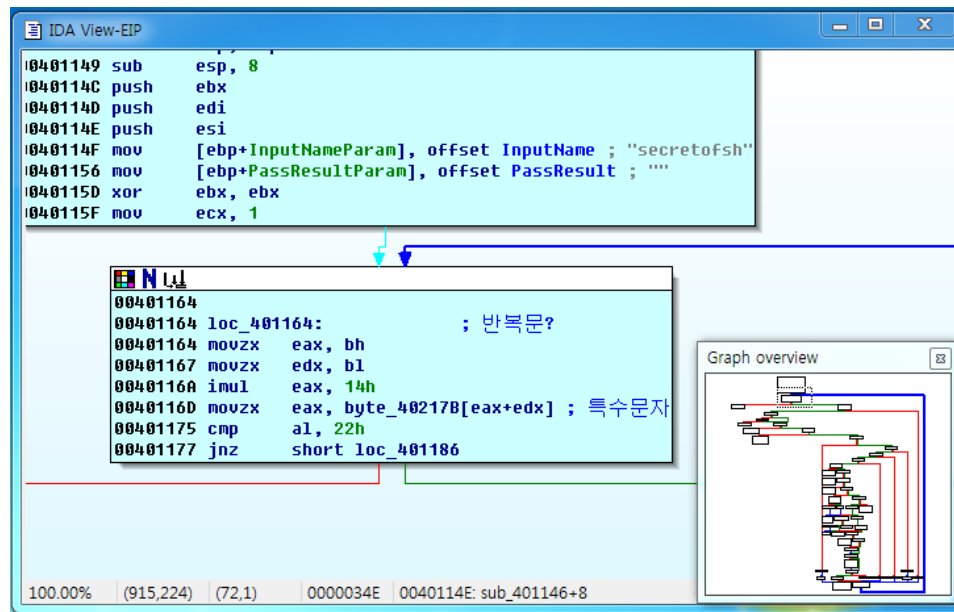 IDA View-EIP
00401149 sub esp, 8
0040114C push ebx
0040114D push edi
0040114E push esi
0040114F mov [ebp+InputNameParam], offset InputName ; "secretofsh"
00401156 mov [ebp+PassResultParam], offset PassResult ; ""
0040115D xor ebx, ebx
0040115F mov ecx, 1
00401164
00401164 loc_401164: ; 반복문?
00401164 movzx eax, bh
00401167 movzx edx, bl
0040116A imul eax, 14h
0040116D movzx eax, byte_40217B[eax+edx] ; 특수문자
00401175 cmp al, 22h
00401177 jnz short loc_401186
Graph overview
100.00% (915,224) (72,1) 0000034E 0040114E: sub_401146+8